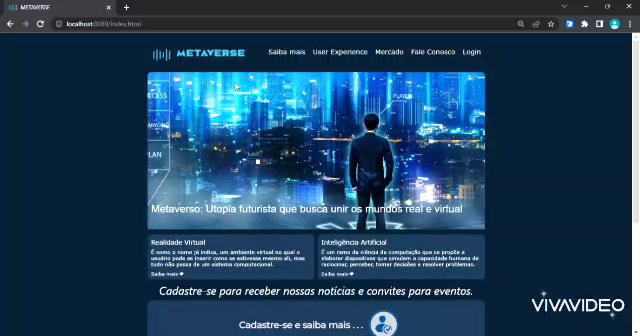 METAVERSE
localhost:8089/index.html
METAVERSE
Saiba mais User Experience Mercado Fale Conosco Login
PLAYER
PLAN
Metaverso: Utopia futurista que busca unir os mundos real e virtual
Realidade Virtual
É como o nome já indica, um ambiente virtual no qual o
usuário pode se inserir como se estivesse mesmo ali, mas
tudo não passa de um sistema computacional.
Saiba mais
Inteligência Artificial
É um ramo da ciência da computação que se propõe a
elaborar dispositivos que simulem a capacidade humana de
raciocinar, perceber, tomar decisões e resolver problemas.
Saiba mais
Cadastre-se para receber nossas notícias e convites para eventos.
Cadastre-se e saiba mais . . .
VIVAVIDEO